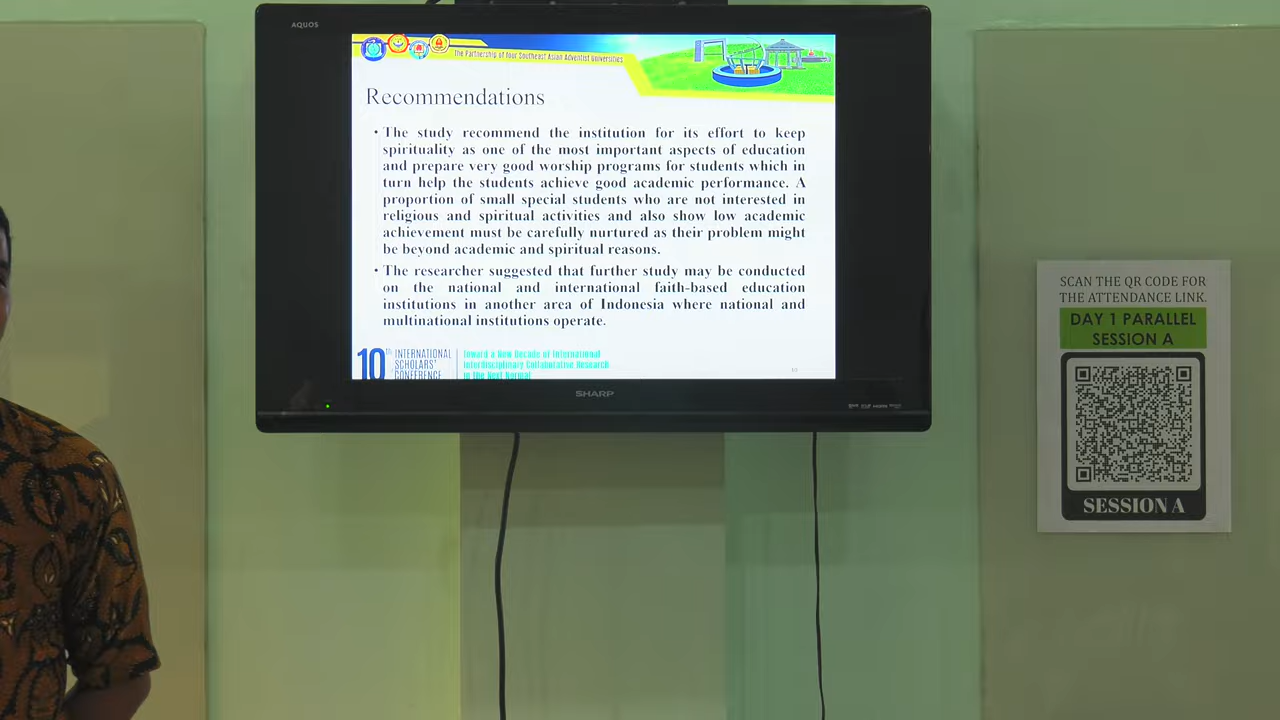 AQUOS
The Partnership of four Southeast Asian Adventist Universities
Recommendations
• The study recommend the institution for its effort to keep
spirituality as one of the most important aspects of education
and prepare very good worship programs for students which in
turn help the students achieve good academic performance. A
proportion of small special students who are not interested in
religious and spiritual activities and also show low academic
achievement must be carefully nurtured as their problem might
be beyond academic and spiritual reasons.
• The researcher suggested that further study may be conducted
on the national and international faith-based education
institutions in another area of Indonesia where national and
multinational institutions operate.
10th INTERNATIONAL
SCHOLARS'
CONFERENCE
Toward a New Decade of International
Interdisciplinary Collaborative Research
in the Next Normal
SHARP
SCAN THE QR CODE FOR
THE ATTENDANCE LINK.
DAY 1 PARALLEL
SESSION A
SESSION A